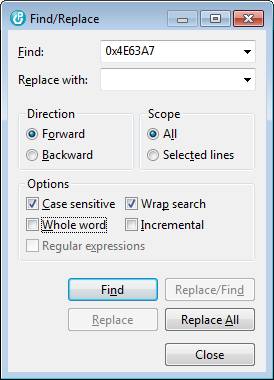 Find/Replace
Find: 0x4E63A7
Replace with:
Direction Scope
Forward All
Backward Selected lines
Options
Case sensitive Wrap search
Whole word Incremental
Regular expressions
Find Replace/Find
Replace Replace All
Close